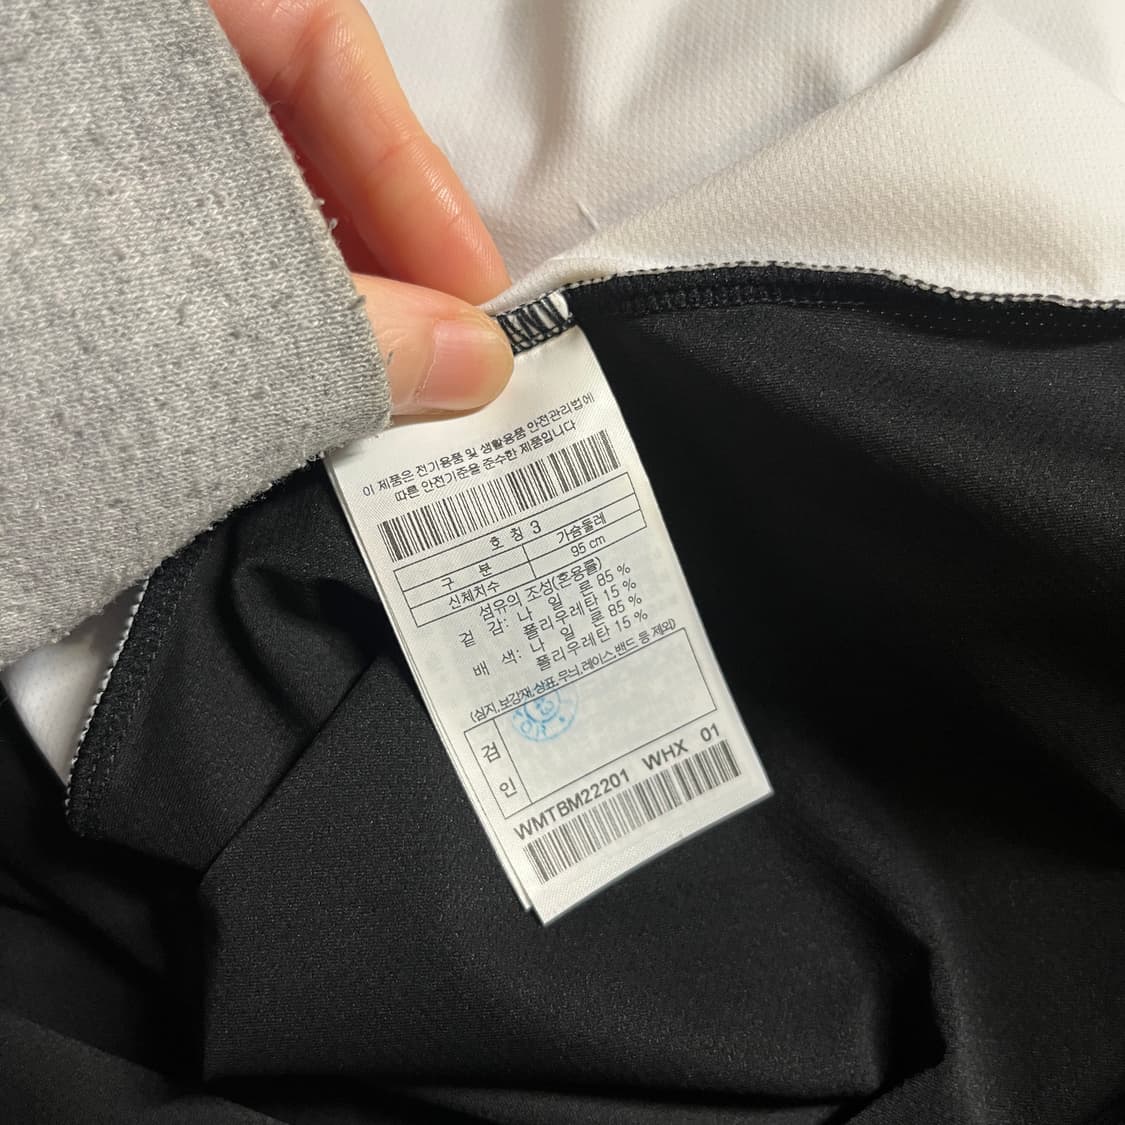 이 제품은 전기용품 및 생활용품 안전관리법에
따른 안전기준을 준수한 제품입니다
호 칭 3
구 분 가슴둘레
신체치수 95 cm
섬유의 조성(혼용률)
겉 감: 나 일 론 85 %
폴리우레탄 15 %
배 색: 나 일 론 85 %
폴리우레탄 15 %
(심지,보강재,상표,무늬,레이스,밴드 등 제외)
검
인
WMTBM22201 WHX 01